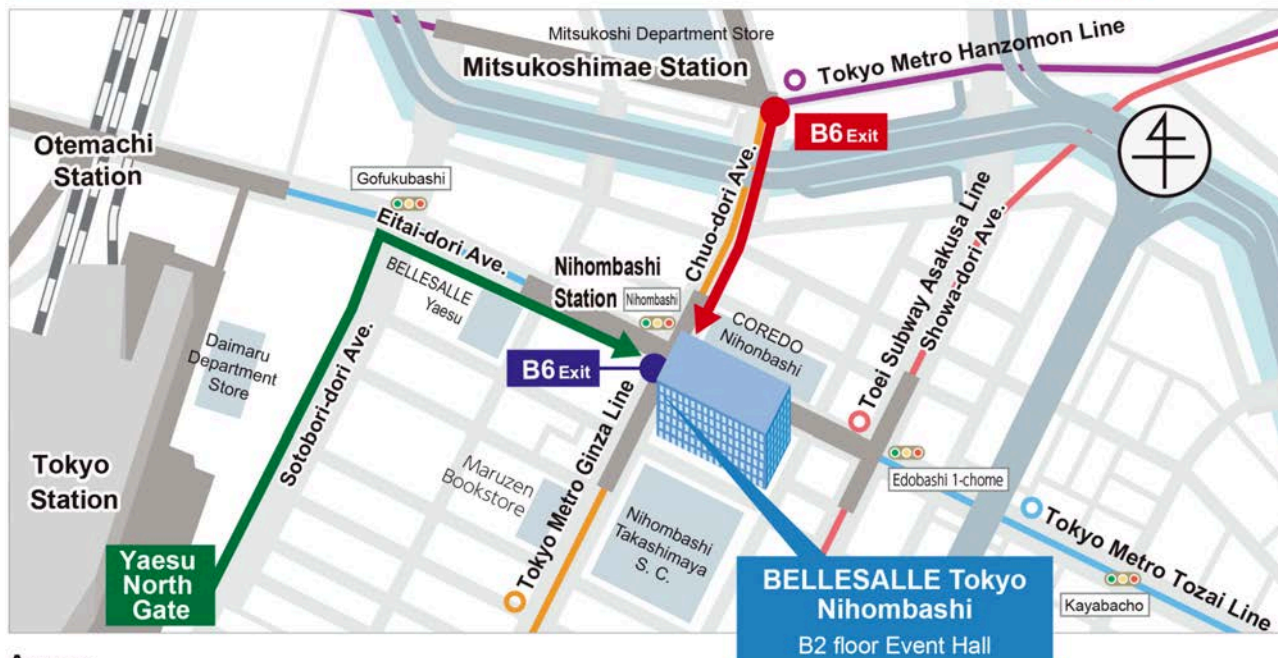 Mitsukoshi Department Store
Mitsukoshimae Station
Tokyo Metro Hanzomon Line
B6 Exit
Otemachi
Station
Gofukubashi
Eitai-dori Ave.
Chuo-dori Ave.
Nihombashi
Station
Nihombashi
BELLESALLE
Yaesu
COREDO
Nihonbashi
Toei Subway Asakusa Line
Showa-dori Ave.
Daimaru
Department
Store
Sotobori-dori Ave.
B6 Exit
Tokyo Metro Ginza Line
Maruzen
Bookstore
Tokyo
Station
Nihombashi
Takashimaya
S. C.
Edobashi 1-chome
Tokyo Metro Tozai Line
Kayabacho
Yaesu
North
Gate
BELLESALLE Tokyo
Nihombashi
B2 floor Event Hall